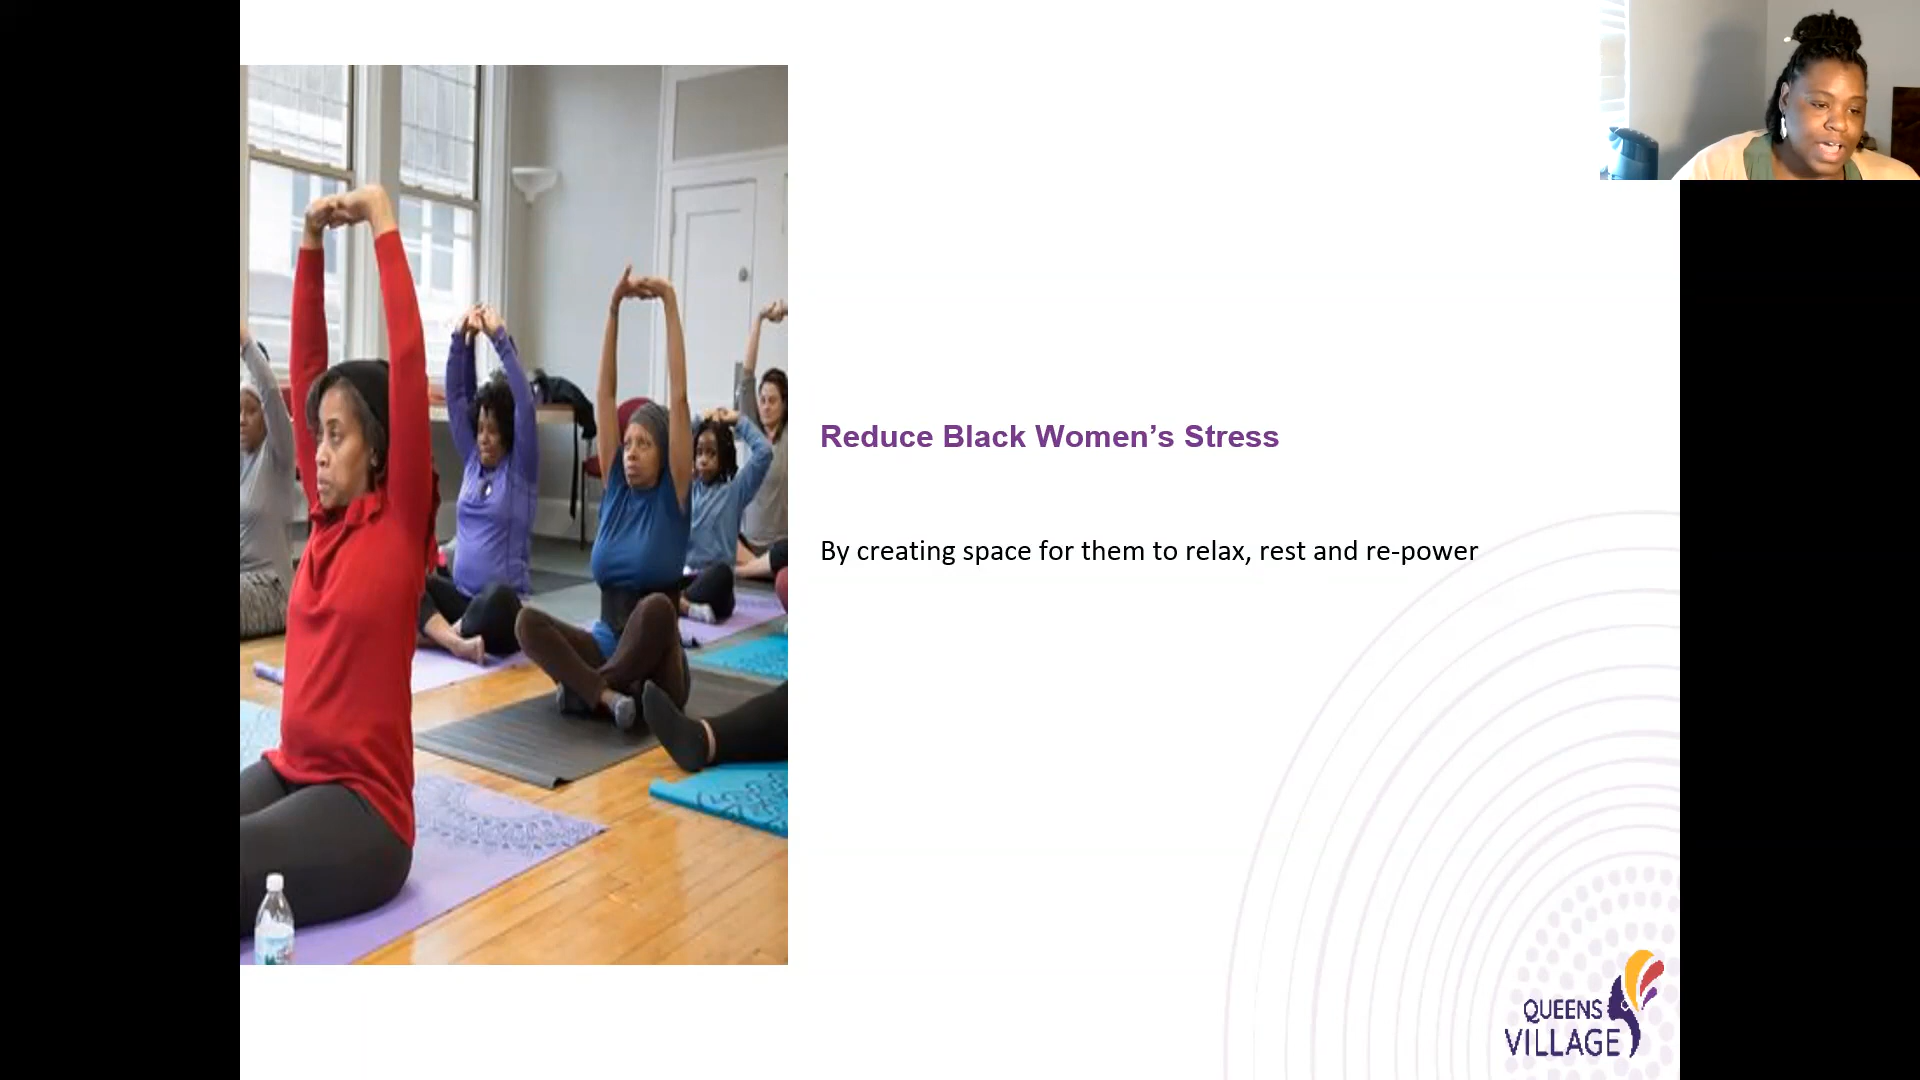 Reduce Black Women’s Stress
By creating space for them to relax, rest and re-power
QUEENS
VILLAGE